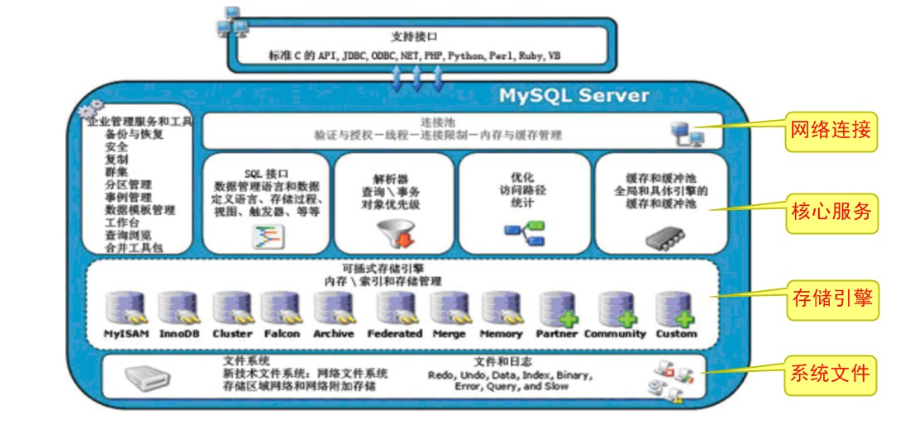 支持接口
标准 C 的 API, JDBC, ODBC, NET, PHP, Python, Perl, Ruby, VB
MySQL Server
企业管理服务和工具
备份与恢复
安全
复制
群集
分区管理
事例管理
数据模板管理
工作台
查询浏览
合并工具包
连接池
验证与授权—线程—连接限制—内存与缓存管理
网络连接
SQL 接口
数据管理语言和数据
定义语言、存储过程、
视图、触发器、等等
解析器
查询\事务
对象优先级
优化
访问路径
统计
缓存和缓冲池
全局和具体引擎的
缓存和缓冲池
核心服务
可插式存储引擎
内存\索引和存储管理
MyISAM InnoDB Cluster Falcon Archive Federated Merge Memory Partner Community Custom
存储引擎
文件系统
新技术文件系统：网络文件系统
存储区域网络和网络附加存储
文件和日志
Redo, Undo, Data, Index, Binary,
Error, Query, and Slow
系统文件